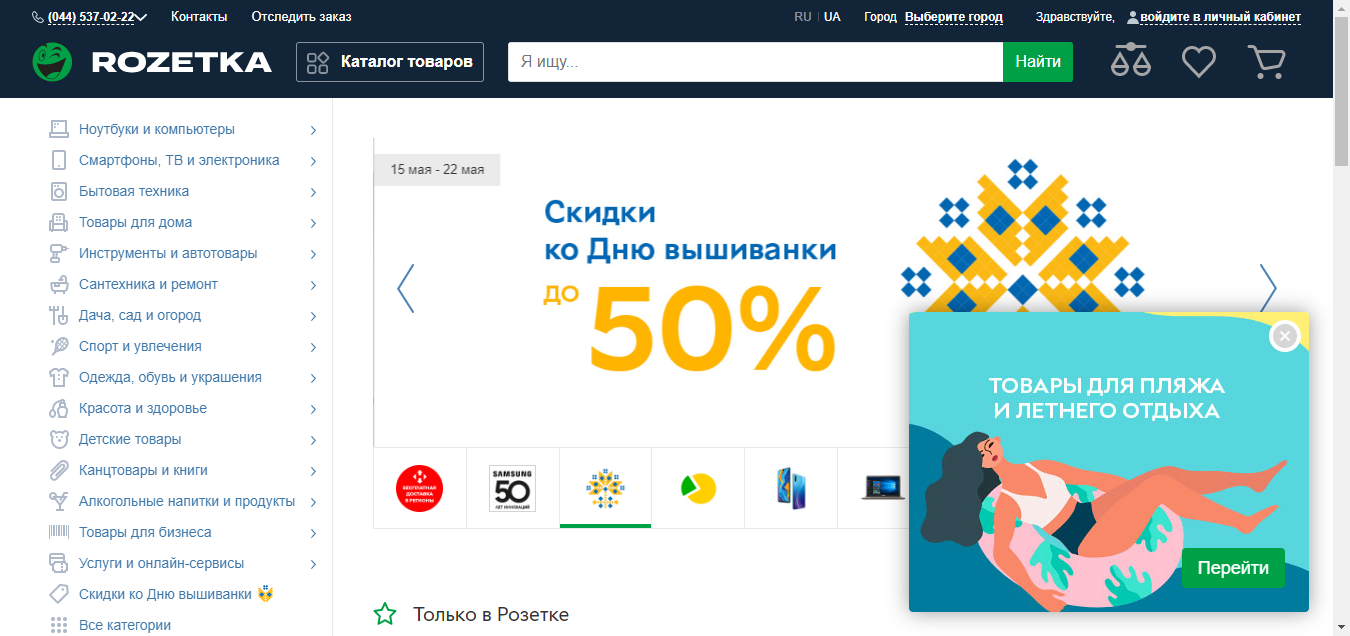 (044) 537-02-22
Контакты
Отследить заказ
RU | UA
Город Выберите город
Здравствуйте, войдите в личный кабинет
ROZETKA
Каталог товаров
Я ищу...
Найти
Ноутбуки и компьютеры
Смартфоны, ТВ и электроника
Бытовая техника
Товары для дома
Инструменты и автотовары
Сантехника и ремонт
Дача, сад и огород
Спорт и увлечения
Одежда, обувь и украшения
Красота и здоровье
Детские товары
Канцтовары и книги
Алкогольные напитки и продукты
Товары для бизнеса
Услуги и онлайн-сервисы
Скидки ко Дню вышиванки
Все категории
15 мая - 22 мая
Скидки
ко Дню вышиванки
ДО 50%
БЕСПЛАТНАЯ
ДОСТАВКА
В РЕГИОНЫ
SAMSUNG
50
ЛЕТ ИННОВАЦИЙ
ТОВАРЫ ДЛЯ ПЛЯЖА
И ЛЕТНЕГО ОТДЫХА
Перейти
Только в Розетке